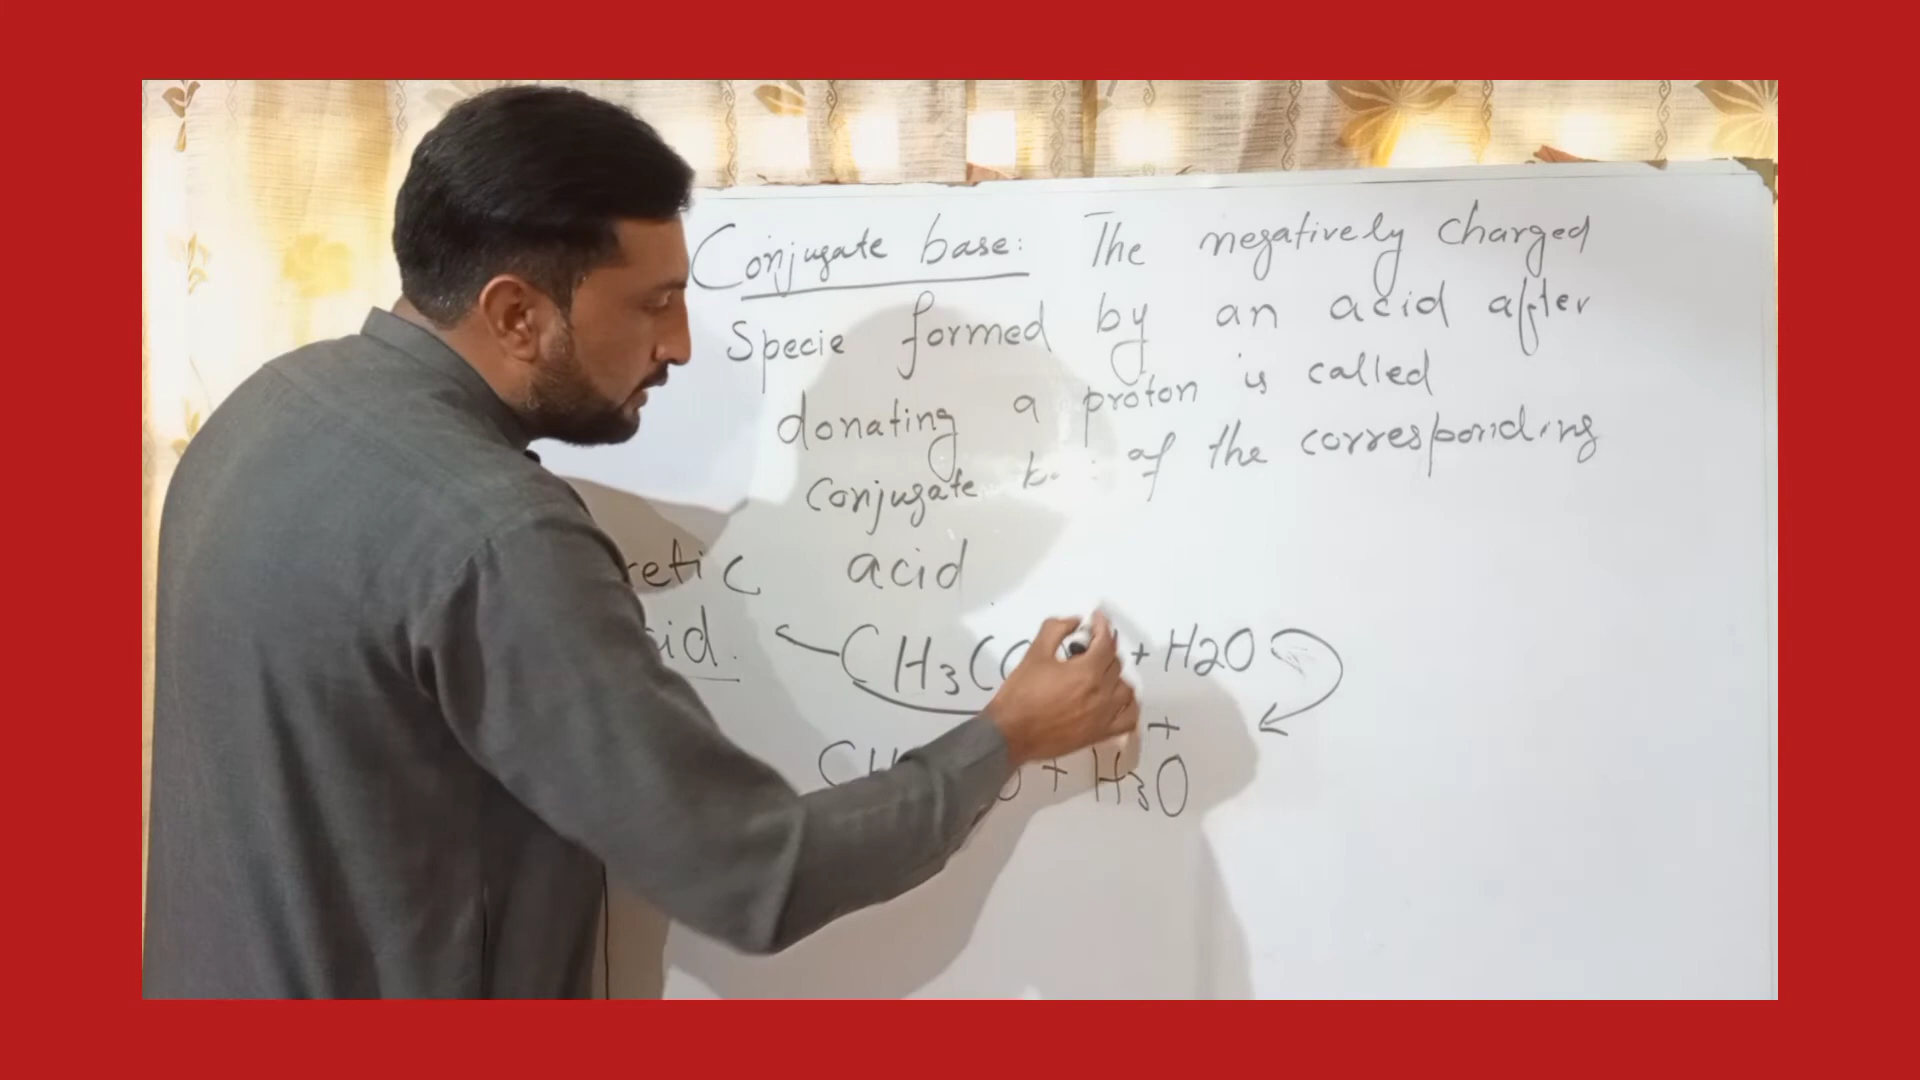 Conjugate base: The negatively charged
Specie formed by an acid after
donating a proton is called
Conjugate of the corresponding
acid
CH3CO + H2O
+
+ H3O